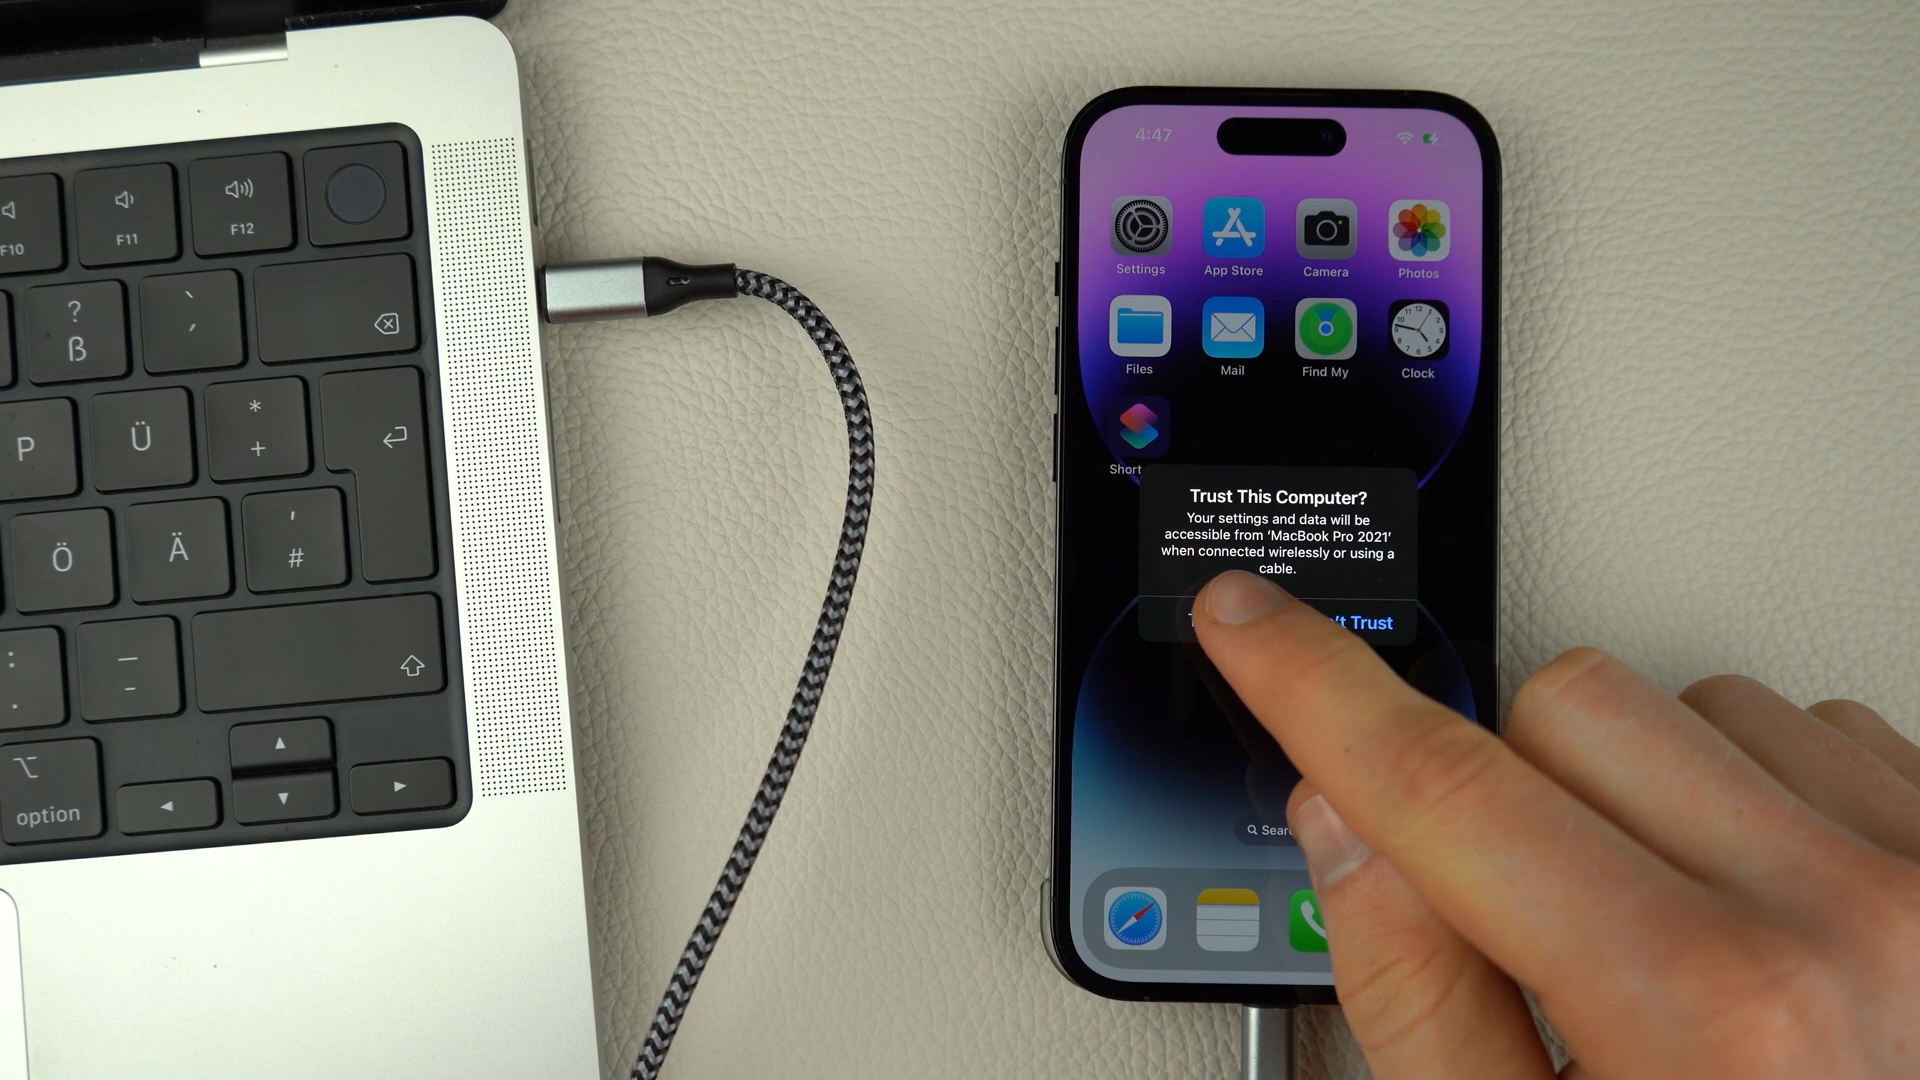 F10
F11
F12
?
ß
`
´
P
Ü
*
+
Ö
Ä
'
#
:
.
_
-
option
4:47
Settings
App Store
Camera
Photos
Files
Mail
Find My
Clock
Short
Trust This Computer?
Your settings and data will be
accessible from ‘MacBook Pro 2021’
when connected wirelessly or using a
cable.
’t Trust
Sear